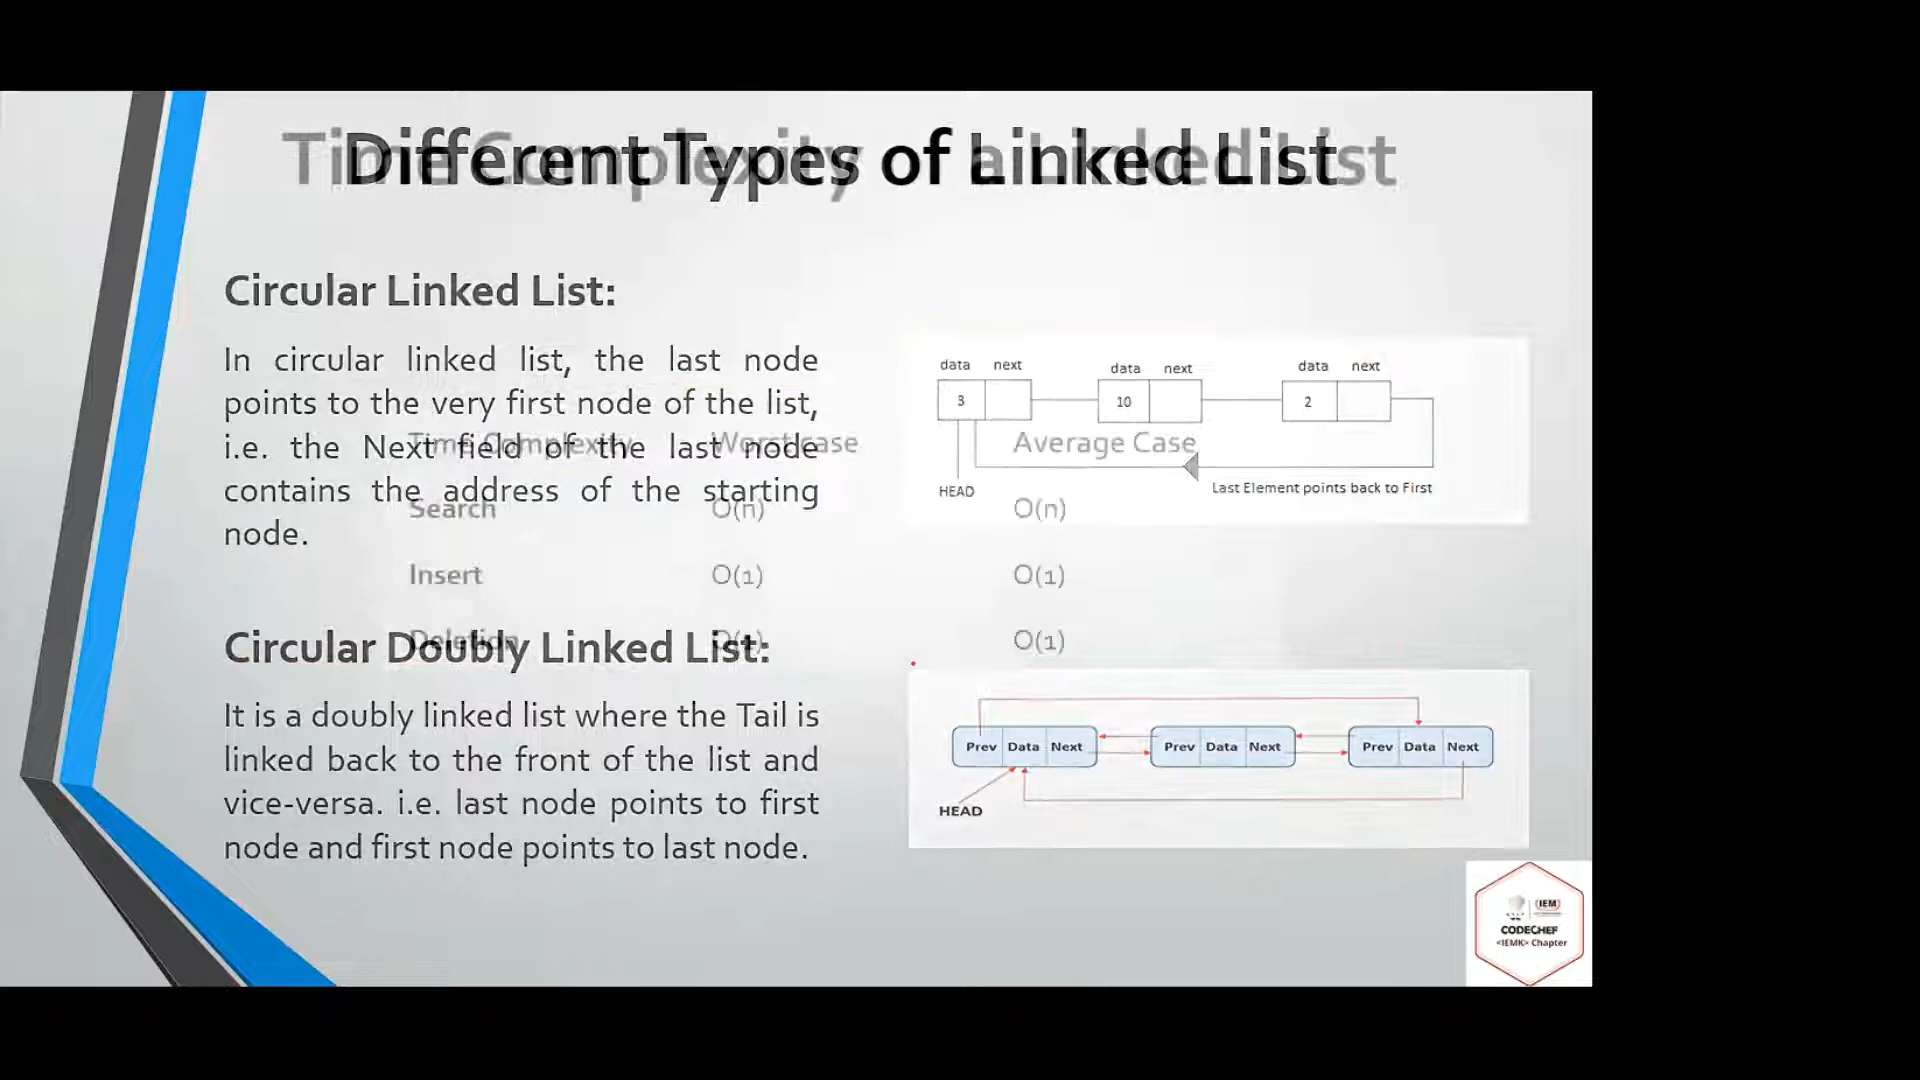 Different Types of Linked List
Time Complexity of a Linked List
Circular Linked List:
In circular linked list, the last node
points to the very first node of the list,
i.e. the Next field of the last node
contains the address of the starting
node.
data next
data next
data next
3
10
2
HEAD
Last Element points back to First
Time Complexity Worst case Average Case
Search O(n) O(n)
Insert O(1) O(1)
Deletion O(1) O(1)
Circular Doubly Linked List:
It is a doubly linked list where the Tail is
linked back to the front of the list and
vice-versa. i.e. last node points to first
node and first node points to last node.
Prev Data Next
Prev Data Next
Prev Data Next
HEAD
IEM
CODECHEF
<IEMK> Chapter